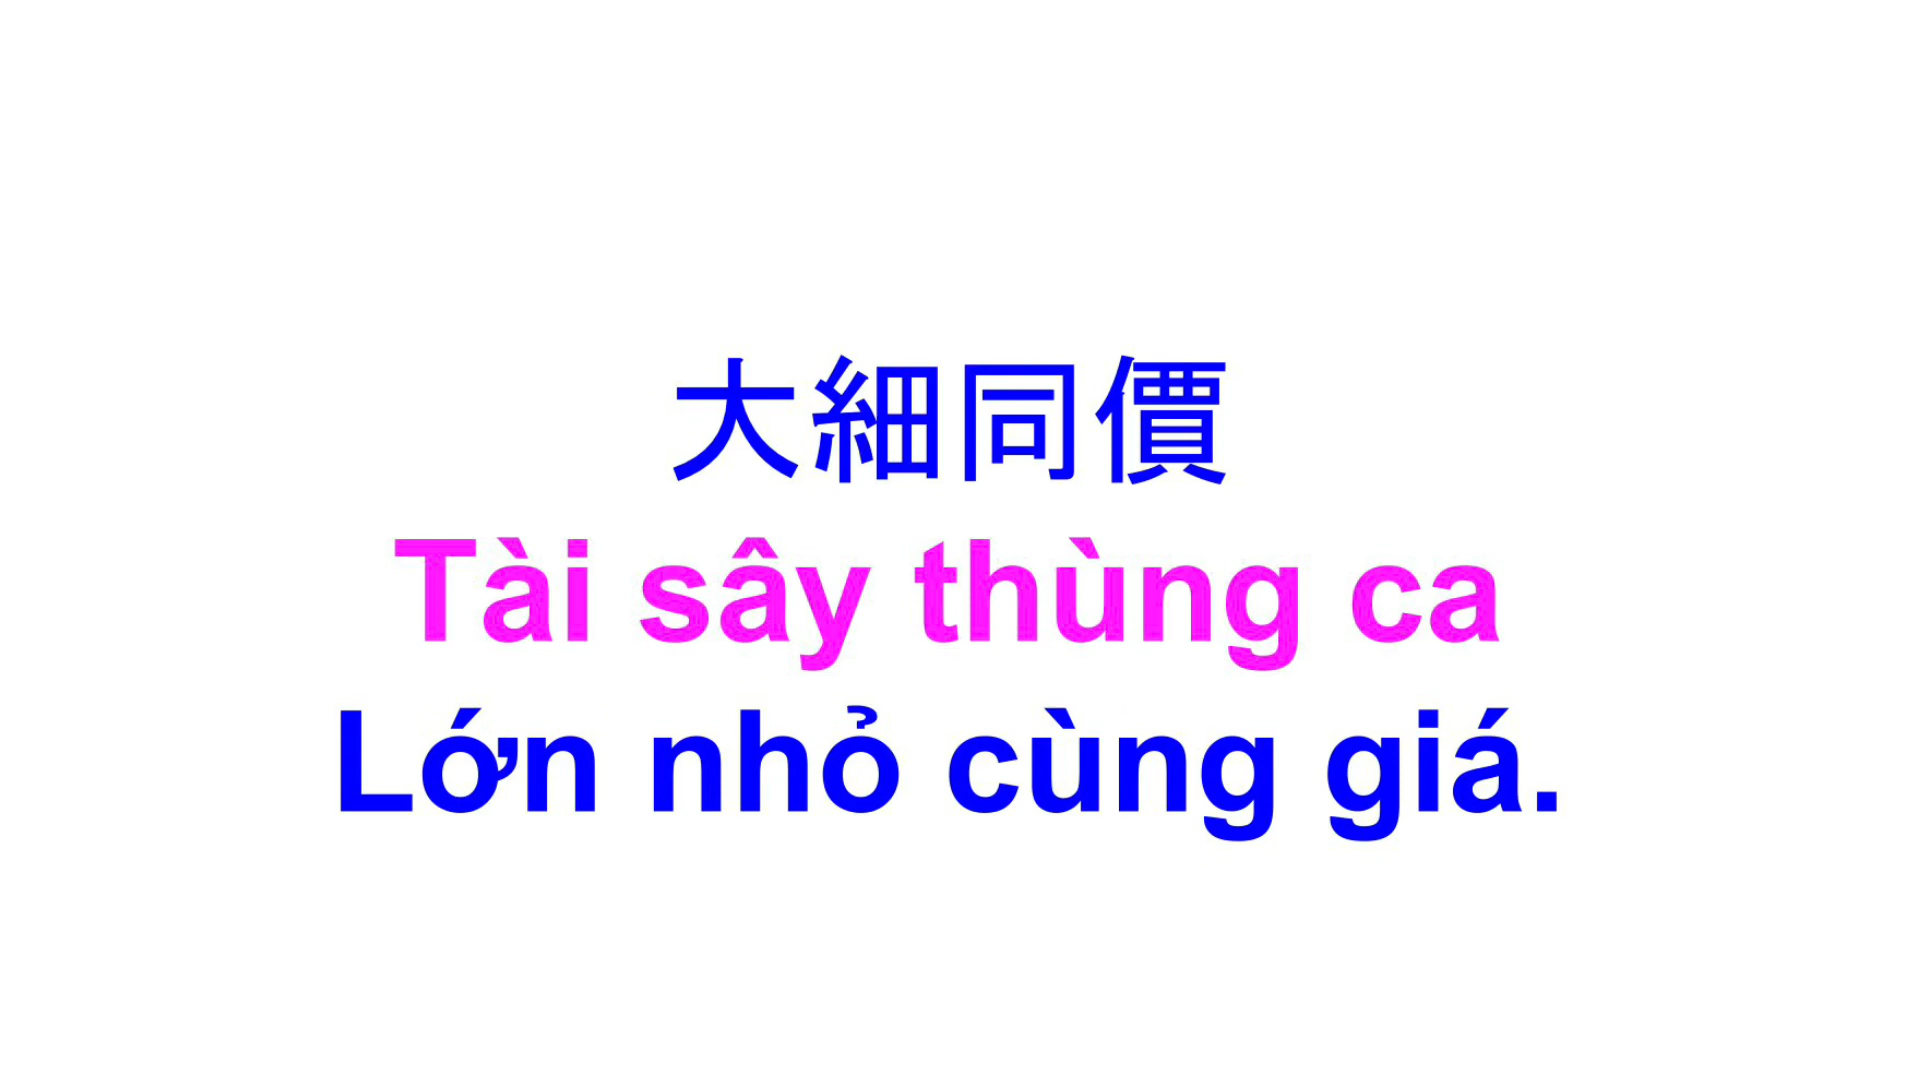 大細同價
Tài sây thùng ca
Lớn nhỏ cùng giá.